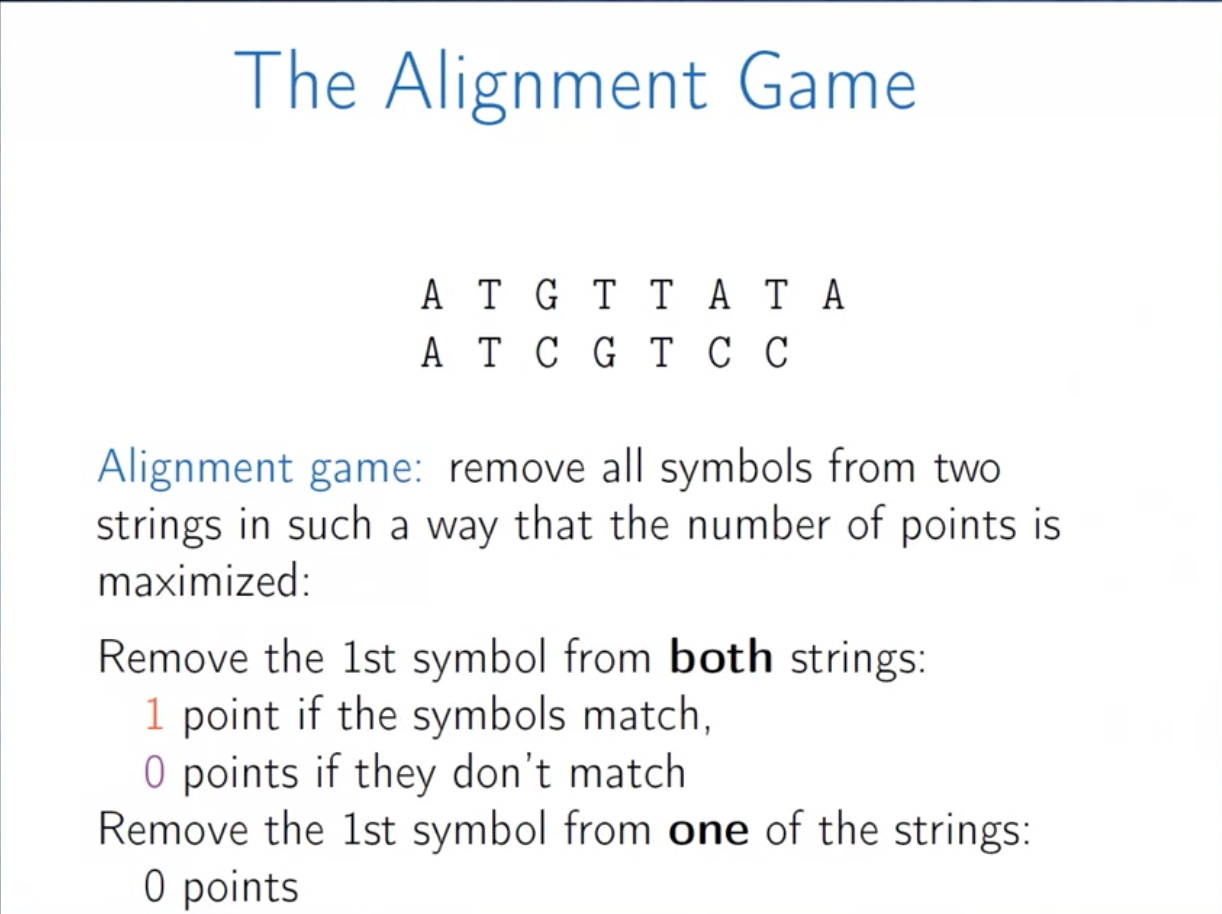 The Alignment Game
A T G T T A T A
A T C G T C C
Alignment game: remove all symbols from two
strings in such a way that the number of points is
maximized:
Remove the 1st symbol from both strings:
1 point if the symbols match,
0 points if they don't match
Remove the 1st symbol from one of the strings:
0 points